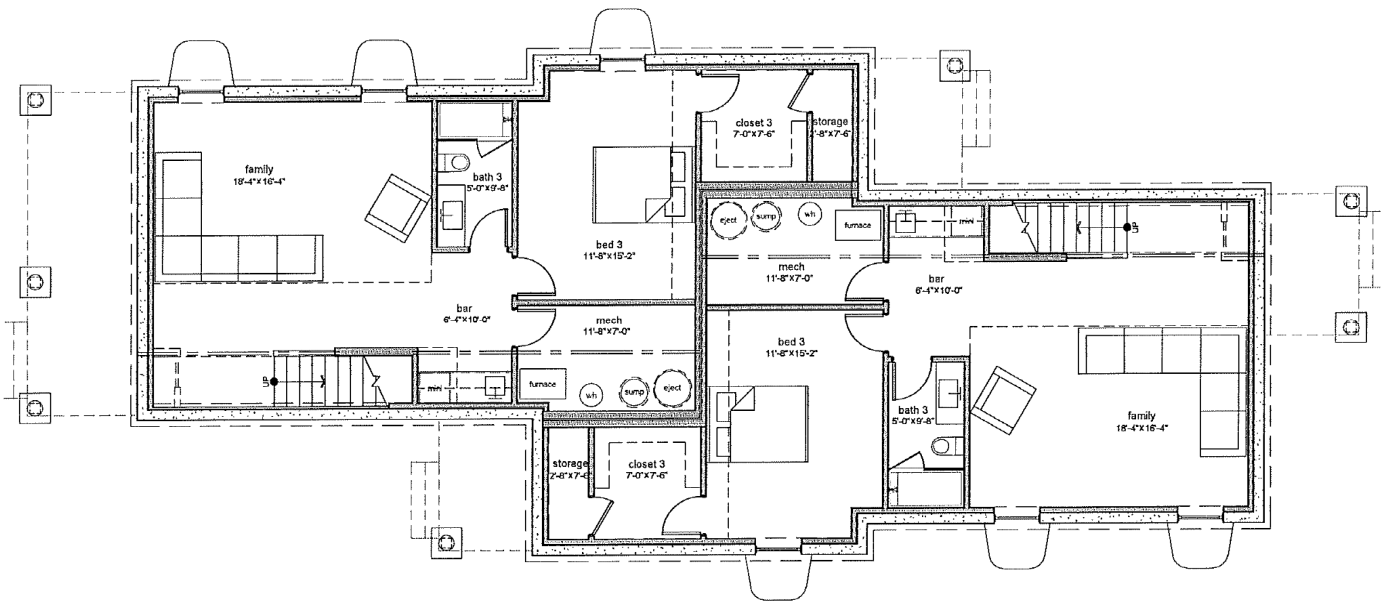 family
18'-4"X16'-4"
bath 3
5'-0"X9'-8"
bed 3
11'-8"X15'-2"
closet 3
7'-0"X7'-6"
storage
2'-8"X7'-6"
bar
6'-4"X10'-0"
mech
11'-8"X7'-0"
UP
mini
furnace
wh
sump
eject
eject
sump
wh
furnace
mini
UP
mech
11'-8"X7'-0"
bar
6'-4"X10'-0"
bed 3
11'-8"X15'-2"
bath 3
5'-0"X9'-8"
family
18'-4"X16'-4"
storage
2'-8"X7'-6"
closet 3
7'-0"X7'-6"